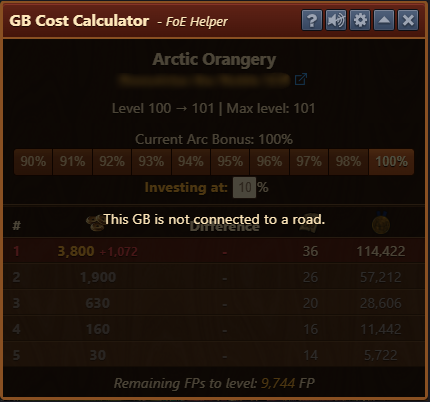 GB Cost Calculator - FoE Helper
Arctic Orangery
Level 100 → 101 | Max level: 101
Current Arc Bonus: 100%
90% 91% 92% 93% 94% 95% 96% 97% 98% 100%
Investing at: 10 %
This GB is not connected to a road.
# Difference
1 3,800 +1,072 - 36 114,422
2 1,900 - 26 57,212
3 630 - 20 28,606
4 160 - 16 11,442
5 30 - 14 5,722
Remaining FPs to level: 9,744 FP